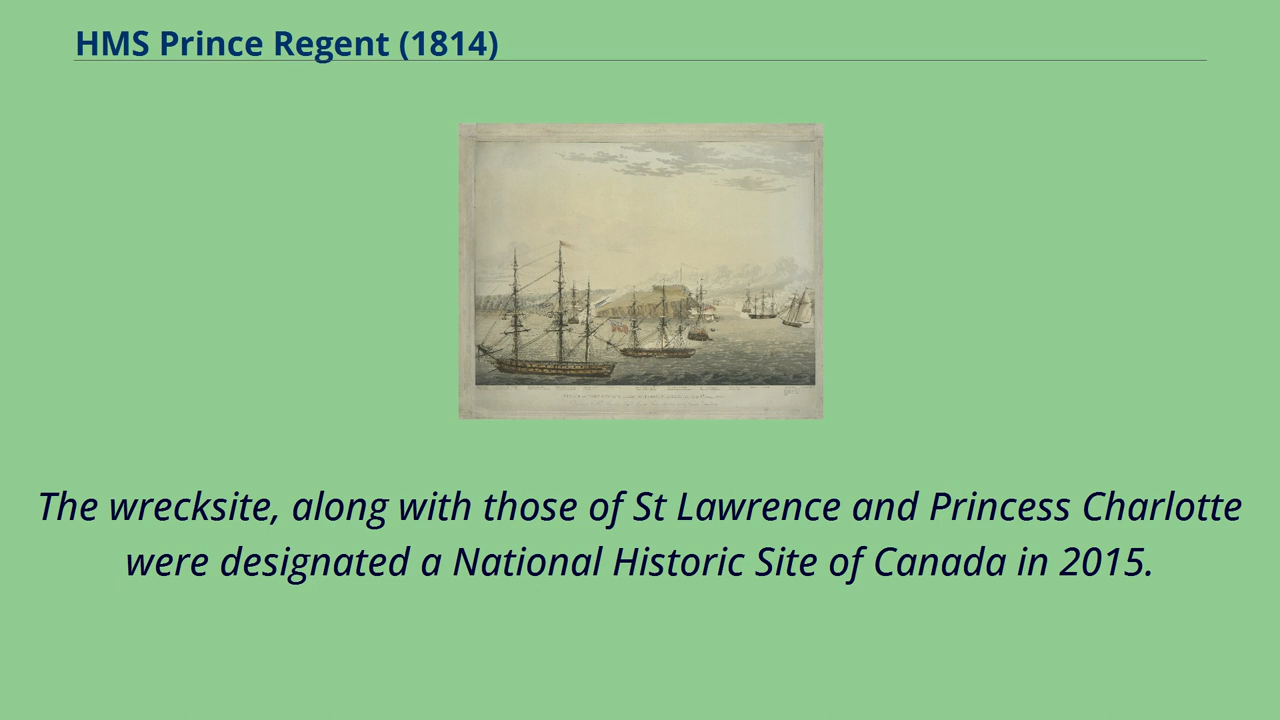 HMS Prince Regent (1814)
The wrecksite, along with those of St Lawrence and Princess Charlotte
were designated a National Historic Site of Canada in 2015.